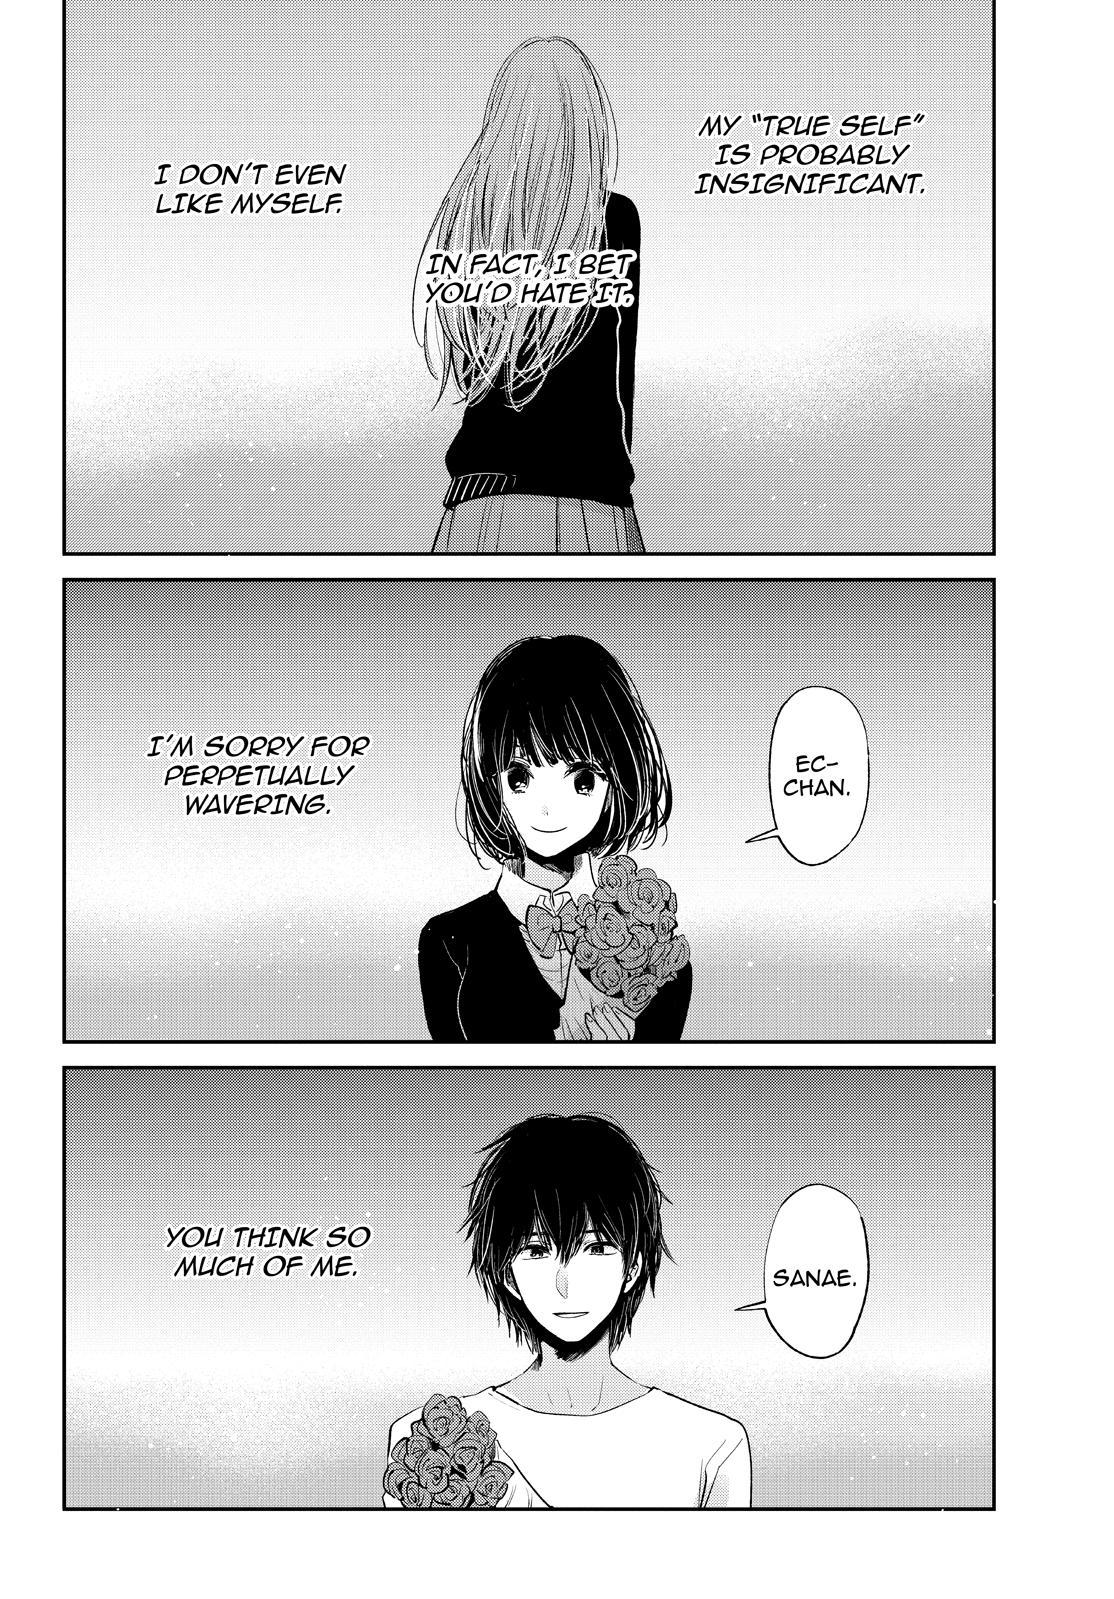 MY "TRUE SELF"
IS PROBABLY
INSIGNIFICANT.
I DON'T EVEN
LIKE MYSELF.
IN FACT, I BET
YOU'D HATE IT.
EC-
CHAN.
I'M SORRY FOR
PERPETUALLY
WAVERING.
SANAE.
YOU THINK SO
MUCH OF ME.